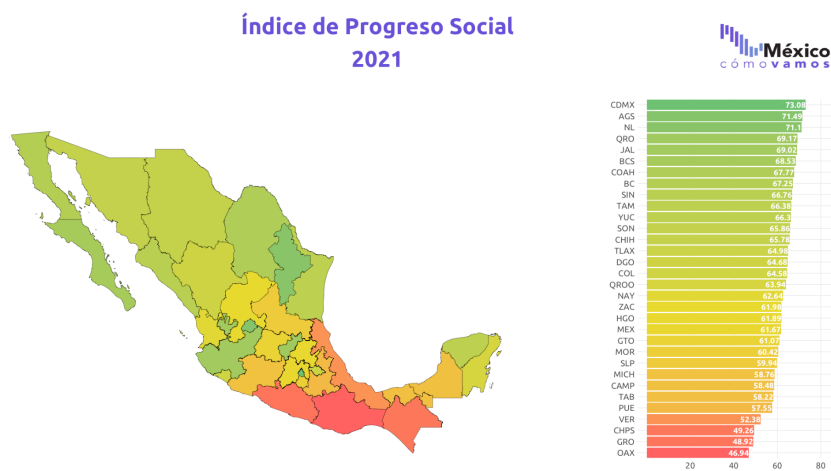 Índice de Progreso Social
2021
México
cómo vamos
CDMX 73.08
AGS 71.49
NL 71.1
QRO 69.17
JAL 69.02
BCS 68.53
COAH 67.77
BC 67.25
SIN 66.76
TAM 66.38
YUC 66.3
SON 65.86
CHIH 65.78
TLAX 64.98
DGO 64.68
COL 64.58
QROO 63.94
NAY 62.64
ZAC 61.98
HGO 61.89
MEX 61.67
GTO 61.07
MOR 60.42
SLP 59.94
MICH 58.76
CAMP 58.48
TAB 58.22
PUE 57.55
VER 52.38
CHPS 49.26
GRO 48.92
OAX 46.94
20 40 60 80